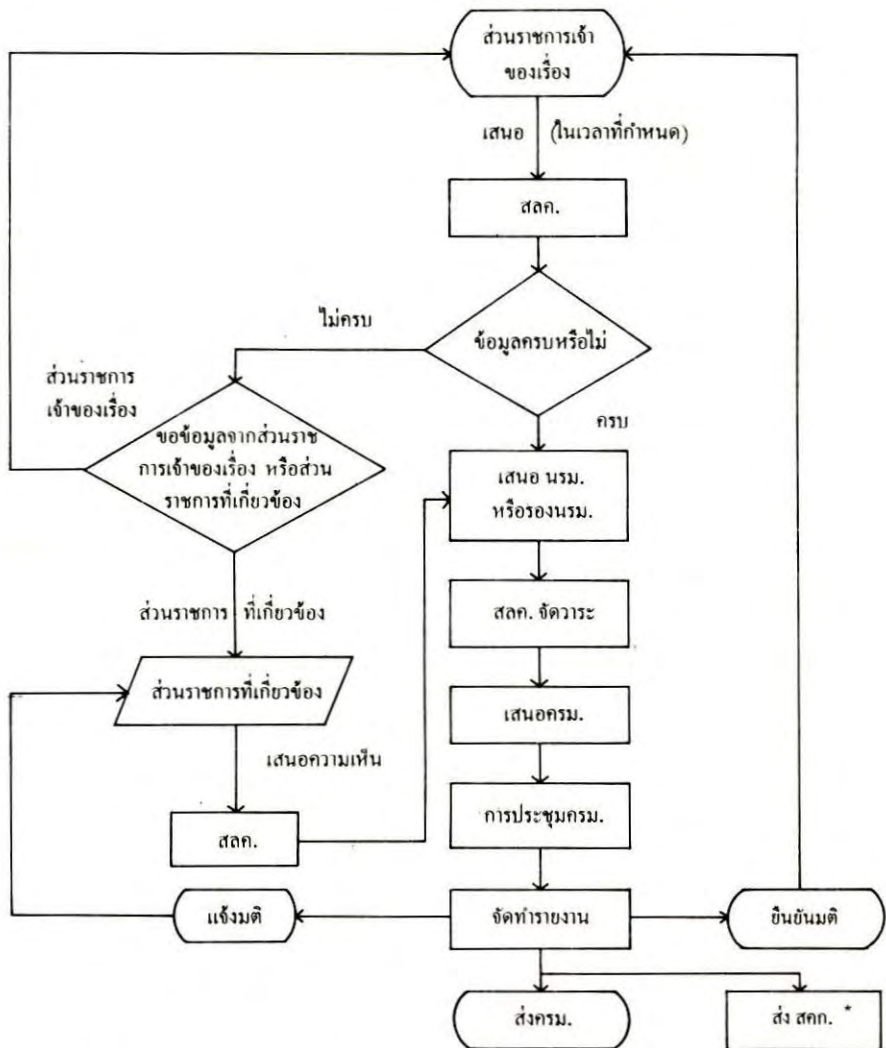 ส่วนราชการเจ้า
ของเรื่อง
เสนอ (ในเวลาที่กำหนด)
สลค.
ข้อมูลครบหรือไม่
ไม่ครบ
ครบ
ส่วนราชการ
เจ้าของเรื่อง
ขอข้อมูลจากส่วนราช
การเจ้าของเรื่อง หรือส่วน
ราชการที่เกี่ยวข้อง
เสนอ นรม.
หรือรองนรม.
ส่วนราชการ ที่เกี่ยวข้อง
สลค. จัดวาระ
ส่วนราชการที่เกี่ยวข้อง
เสนอครม.
เสนอความเห็น
สลค.
การประชุมครม.
แจ้งมติ
จัดทำรายงาน
ยืนยันมติ
ส่งครม.
ส่ง สคก. *